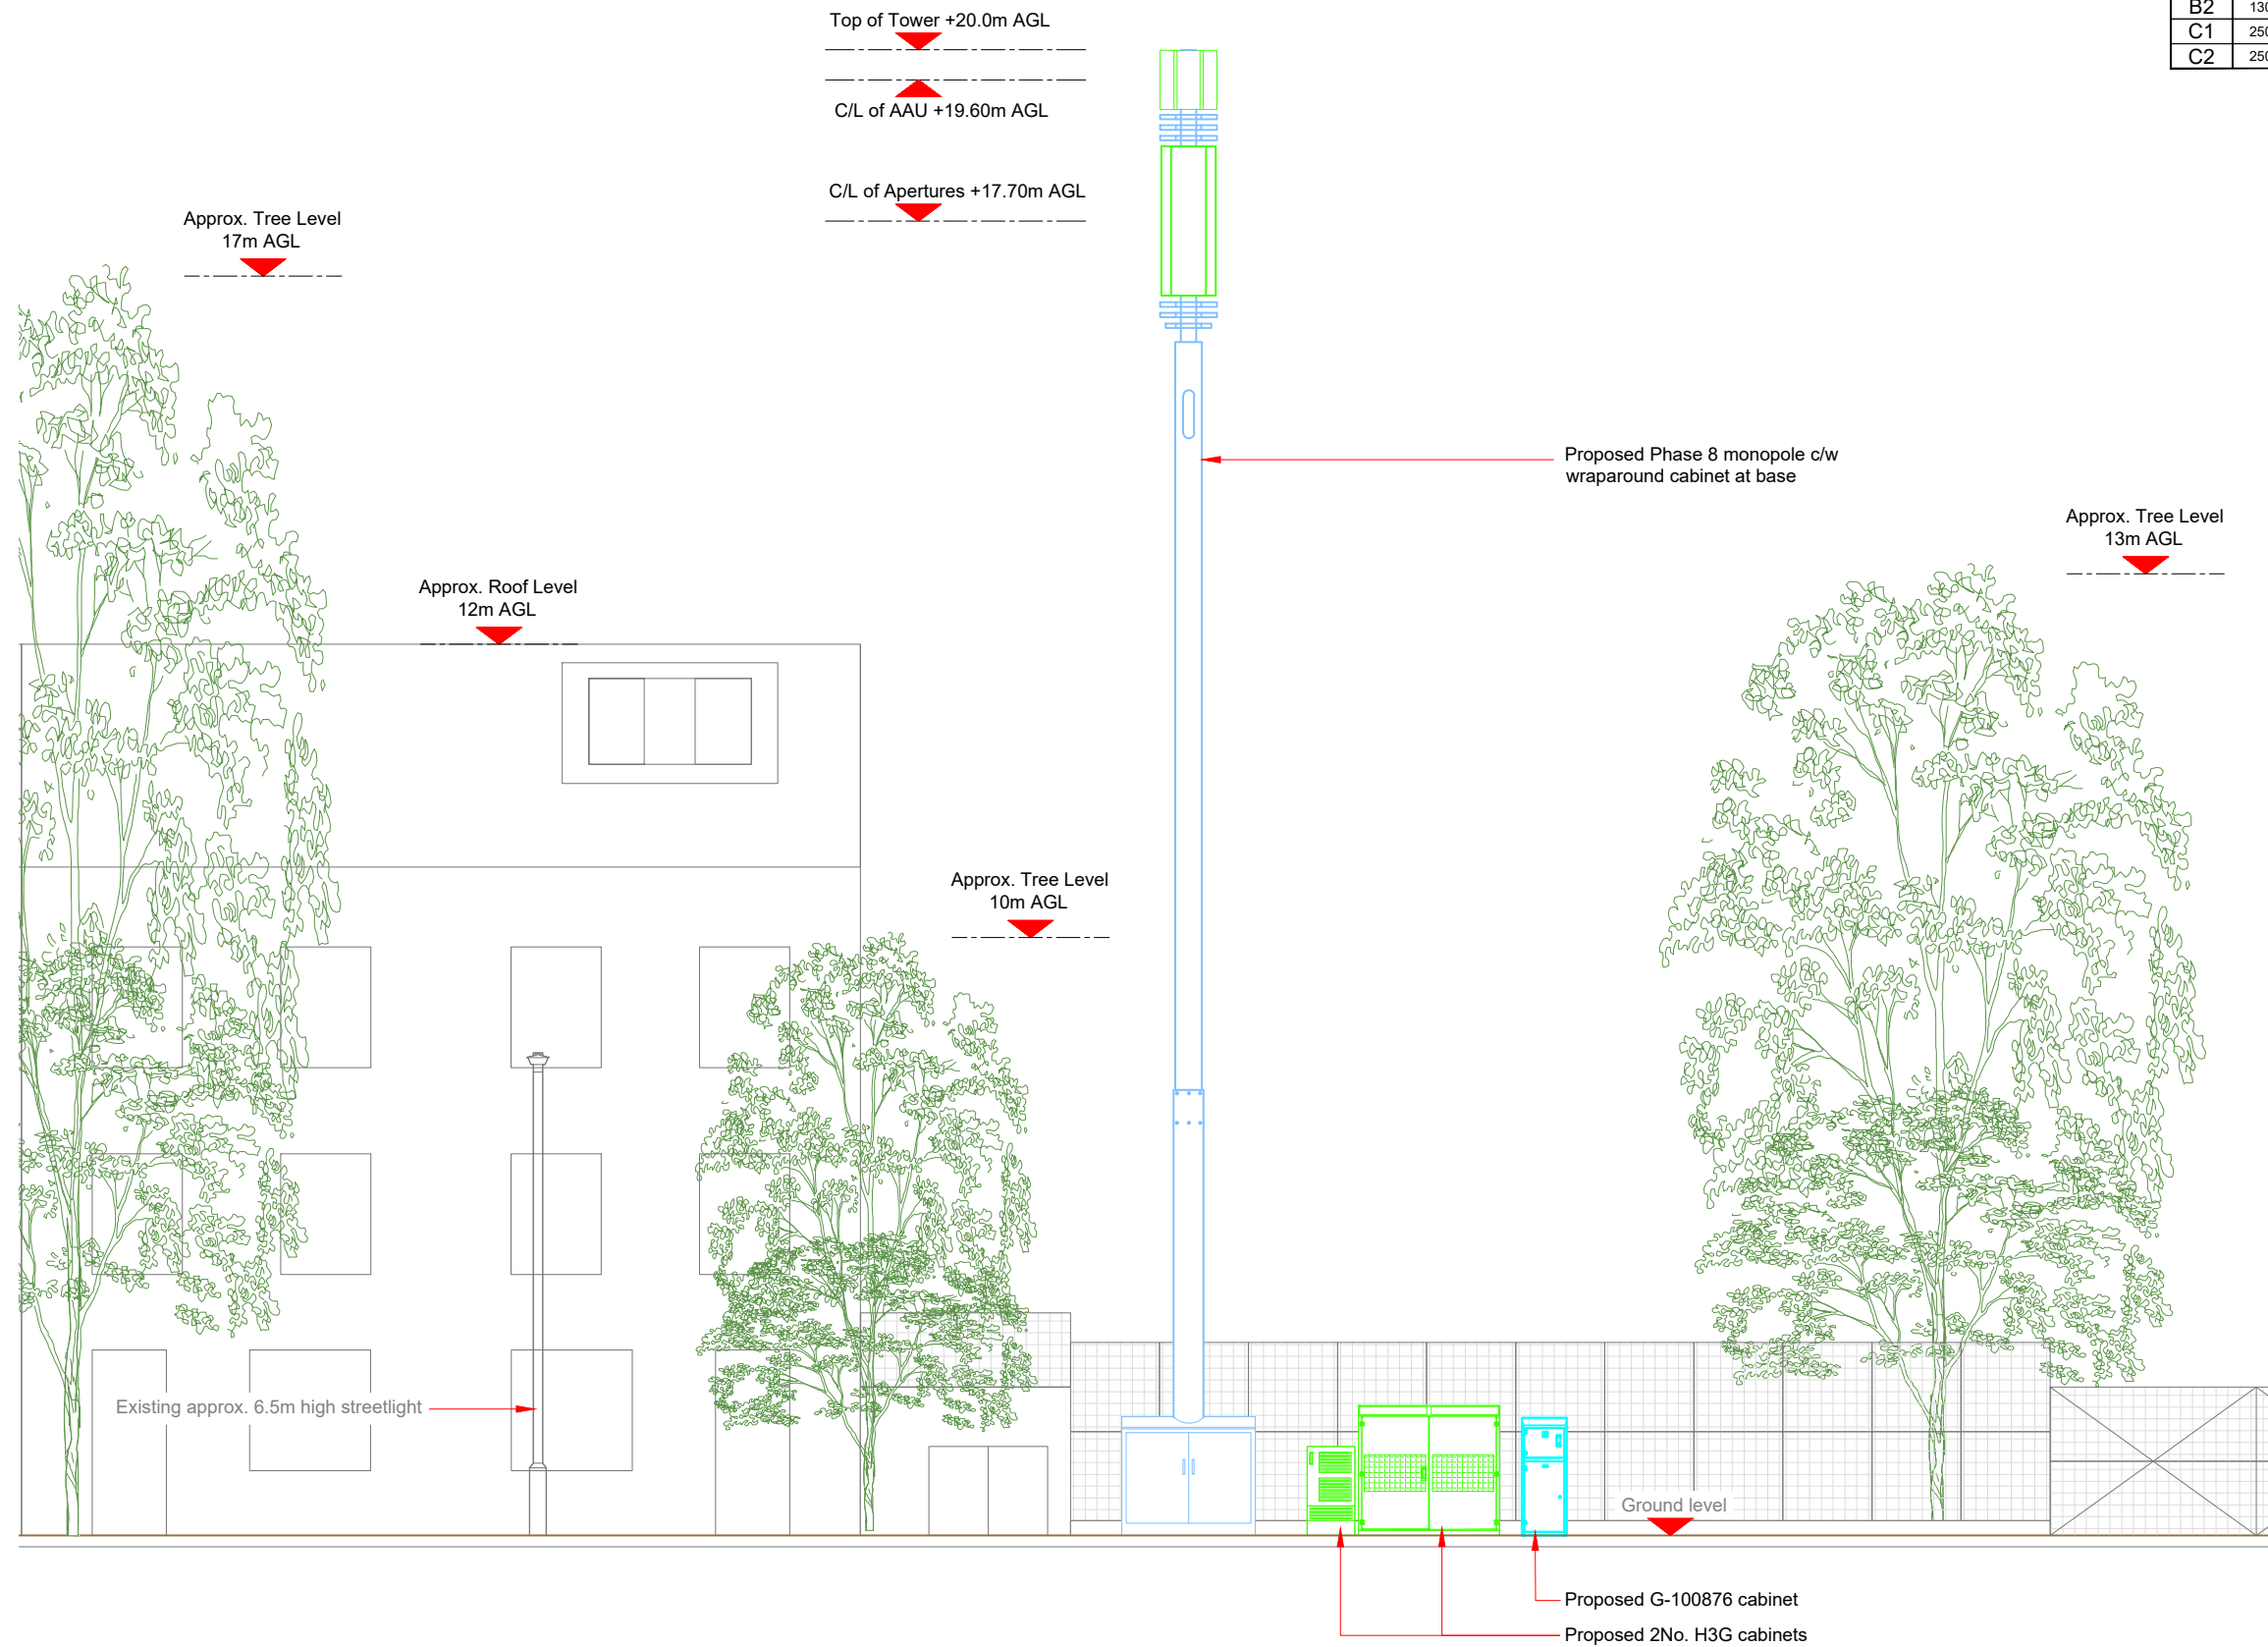 Top of Tower +20.0m AGL
C/L of AAU +19.60m AGL
C/L of Apertures +17.70m AGL
B2
C1
C2
Approx. Tree Level
17m AGL
Proposed Phase 8 monopole c/w
wraparound cabinet at base
Approx. Tree Level
13m AGL
Approx. Roof Level
12m AGL
Approx. Tree Level
10m AGL
Existing approx. 6.5m high streetlight
Ground level
Proposed G-100876 cabinet
Proposed 2No. H3G cabinets